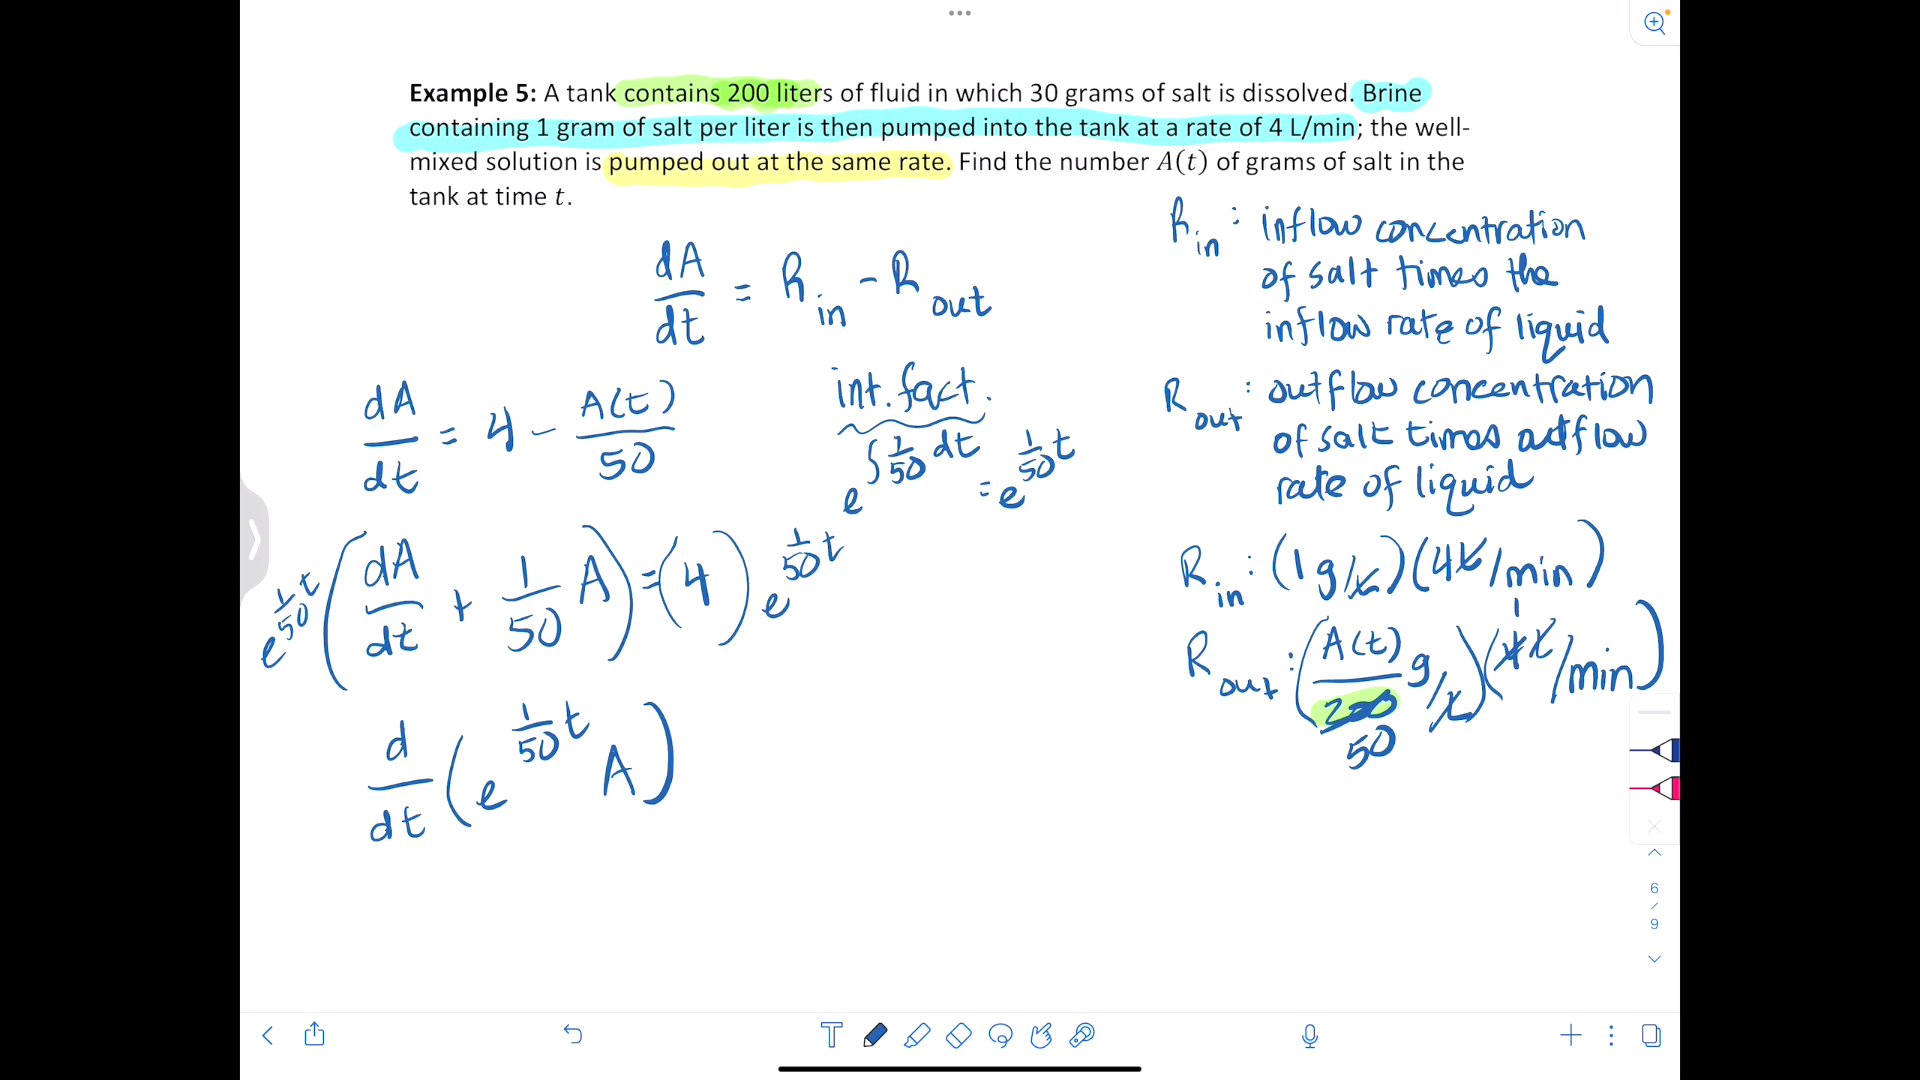 Example 5: A tank contains 200 liters of fluid in which 30 grams of salt is dissolved. Brine
containing 1 gram of salt per liter is then pumped into the tank at a rate of 4 L/min; the well-
mixed solution is pumped out at the same rate. Find the number A(t) of grams of salt in the
tank at time t.
dA/dt = R_in - R_out
R_in : inflow concentration
of salt times the
inflow rate of liquid
R_out : outflow concentration
of salt times outflow
rate of liquid
dA/dt = 4 - A(t)/50
int. fact.
e^{∫ 1/50 dt} = e^{1/50 t}
e^{1/50 t} (dA/dt + 1/50 A) = (4) e^{1/50 t}
R_in : (1 g/L)(4 L/min)
R_out : (A(t)/200 g/L)(4 L/min)
1
50
d/dt (e^{1/50 t} A)
6
/
9
T